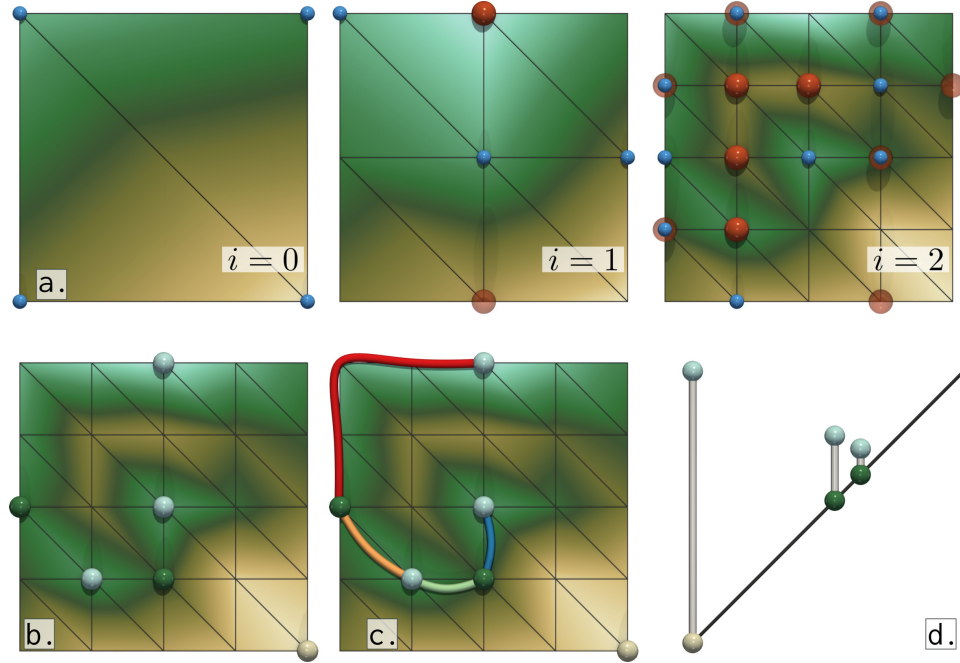 i = 0
a.
i = 1
i = 2
b.
c.
d.